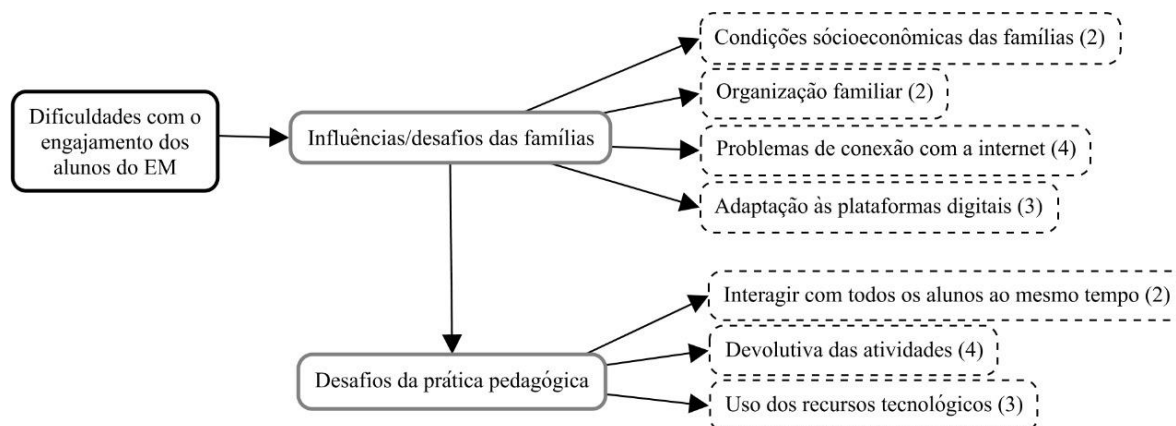 Dificuldades com o
engajamento dos
alunos do EM
Influências/desafios das famílias
Condições sócioeconômicas das famílias (2)
Organização familiar (2)
Problemas de conexão com a internet (4)
Adaptação às plataformas digitais (3)
Desafios da prática pedagógica
Interagir com todos os alunos ao mesmo tempo (2)
Devolutiva das atividades (4)
Uso dos recursos tecnológicos (3)